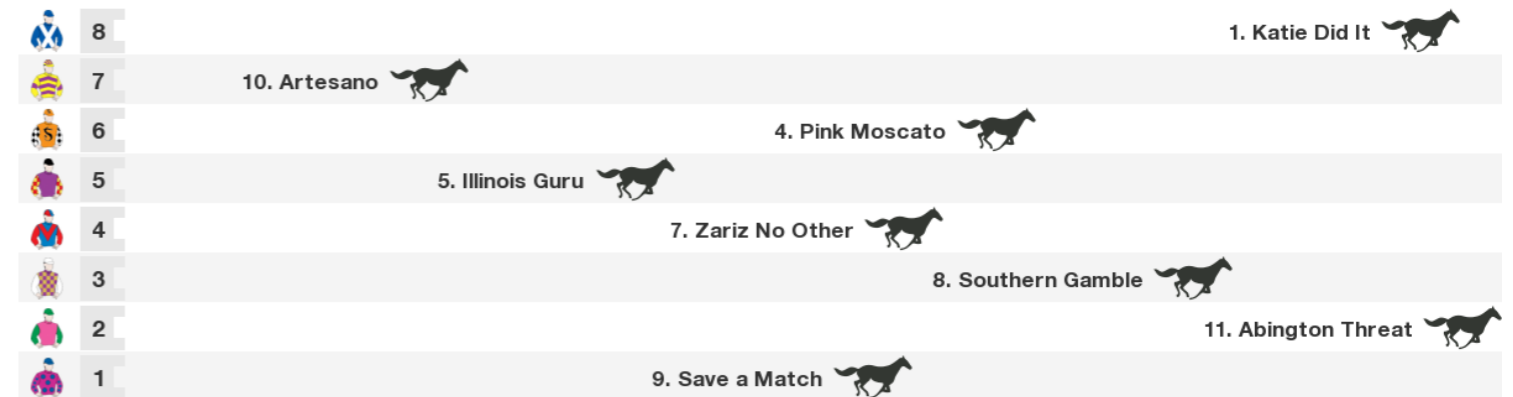 8 1. Katie Did It
7 10. Artesano
S
6 4. Pink Moscato
5 5. Illinois Guru
4 7. Zariz No Other
3 8. Southern Gamble
2 11. Abington Threat
1 9. Save a Match